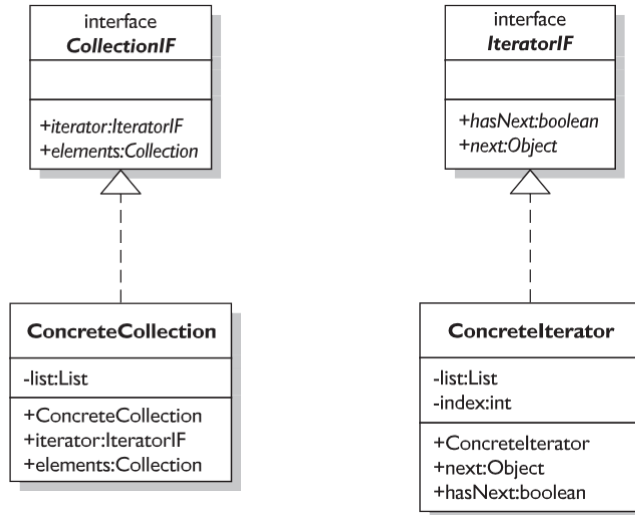 interface
CollectionIF
+iterator:IteratorIF
+elements:Collection
interface
IteratorIF
+hasNext:boolean
+next:Object
ConcreteCollection
-list:List
+ConcreteCollection
+iterator:IteratorIF
+elements:Collection
ConcreteIterator
-list:List
-index:int
+ConcreteIterator
+next:Object
+hasNext:boolean